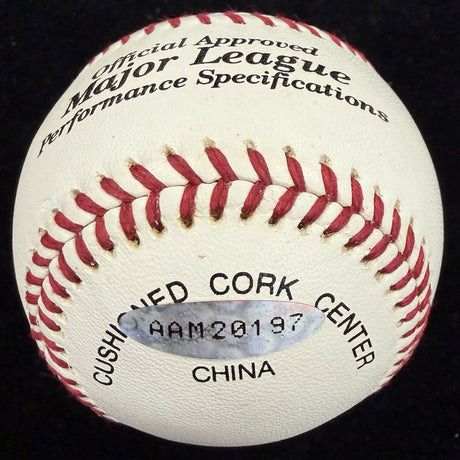 Official Approved
Major League
Performance Specifications
CUSHIONED CORK CENTER
AAM20197
CHINA